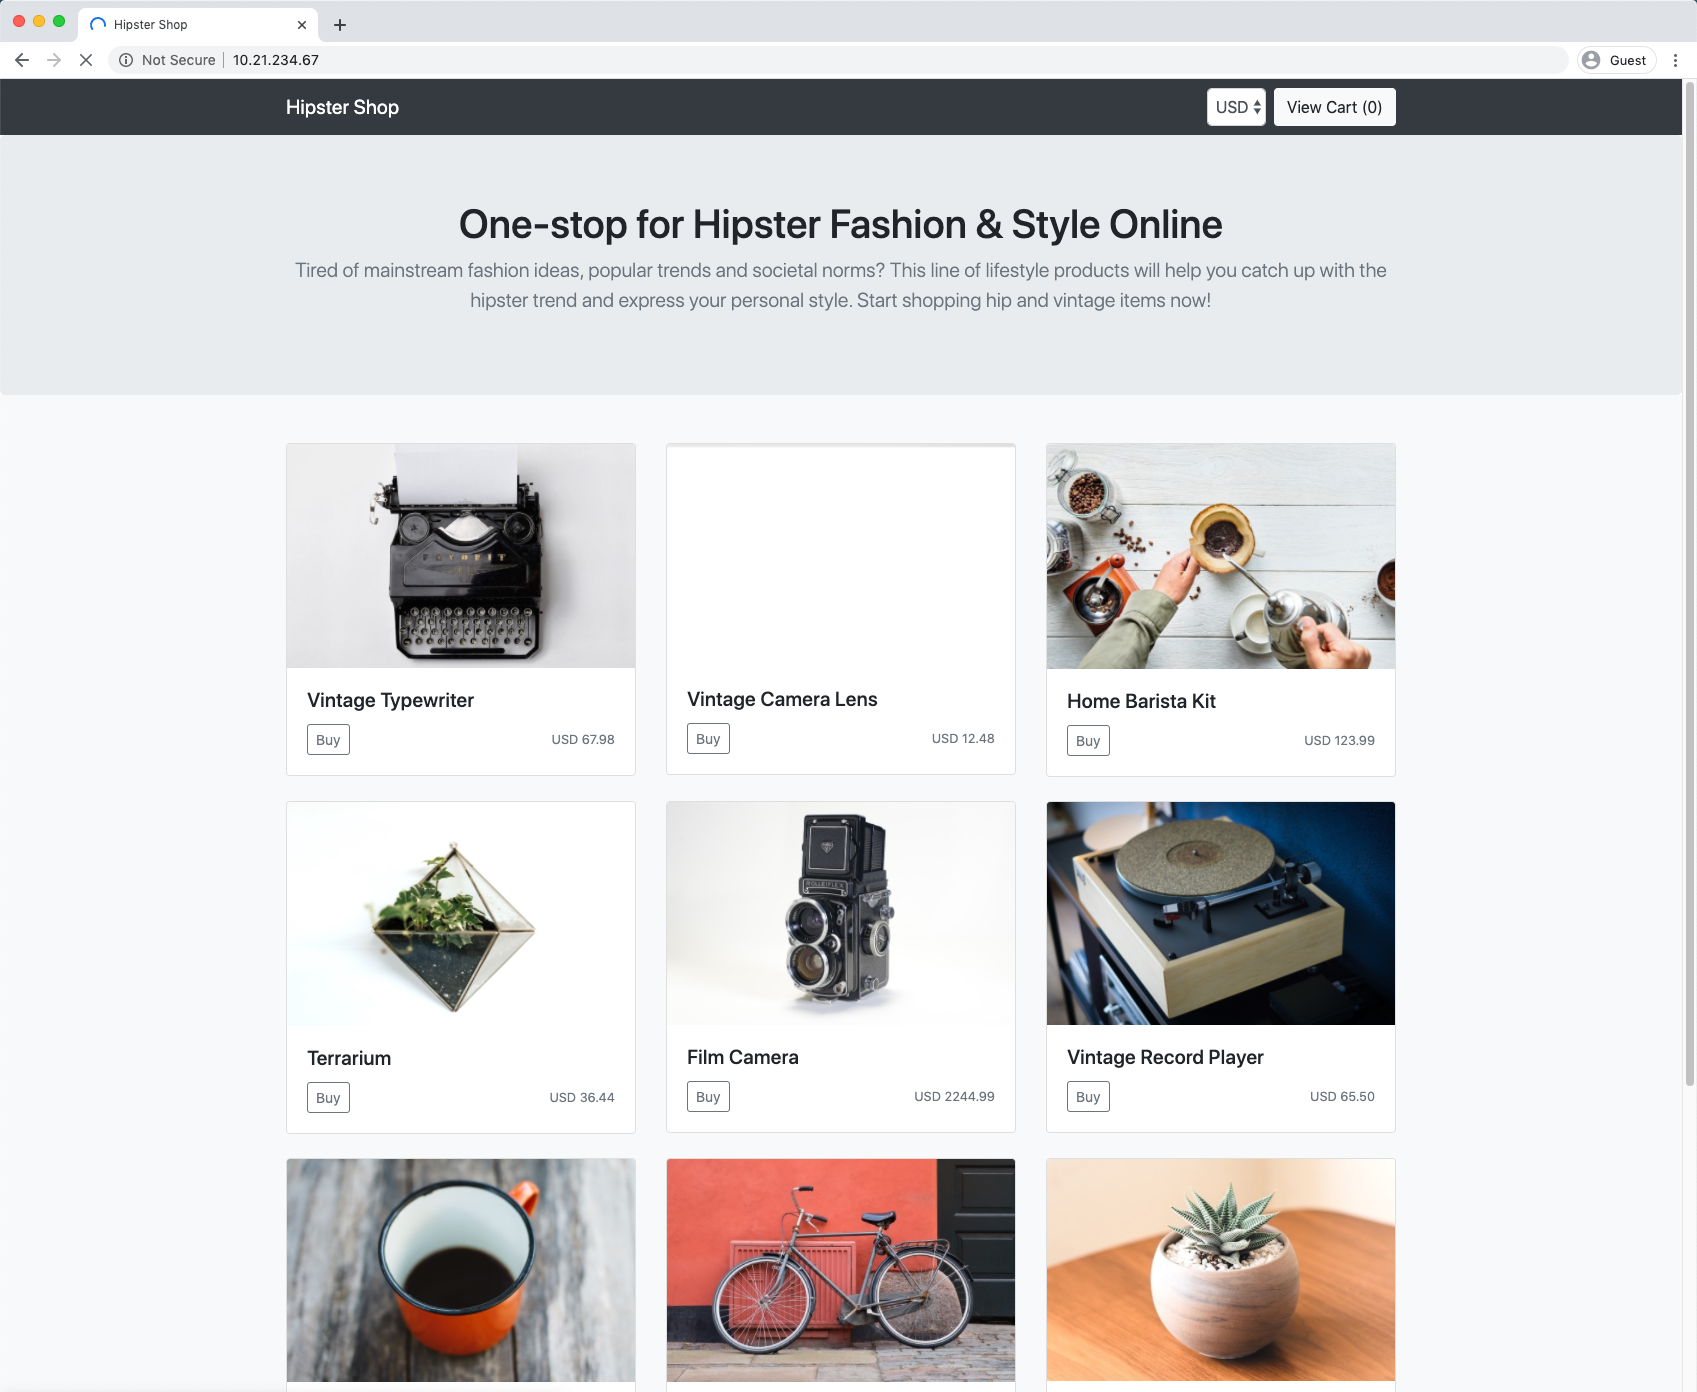 Hipster Shop
Not Secure 10.21.234.67
Guest
Hipster Shop
USD
View Cart (0)
One-stop for Hipster Fashion & Style Online
Tired of mainstream fashion ideas, popular trends and societal norms? This line of lifestyle products will help you catch up with the
hipster trend and express your personal style. Start shopping hip and vintage items now!
Vintage Typewriter
Buy
USD 67.98
Vintage Camera Lens
Buy
USD 12.48
Home Barista Kit
Buy
USD 123.99
ROLLEIFLEX
Terrarium
Buy
USD 36.44
Film Camera
Buy
USD 2244.99
Vintage Record Player
Buy
USD 65.50